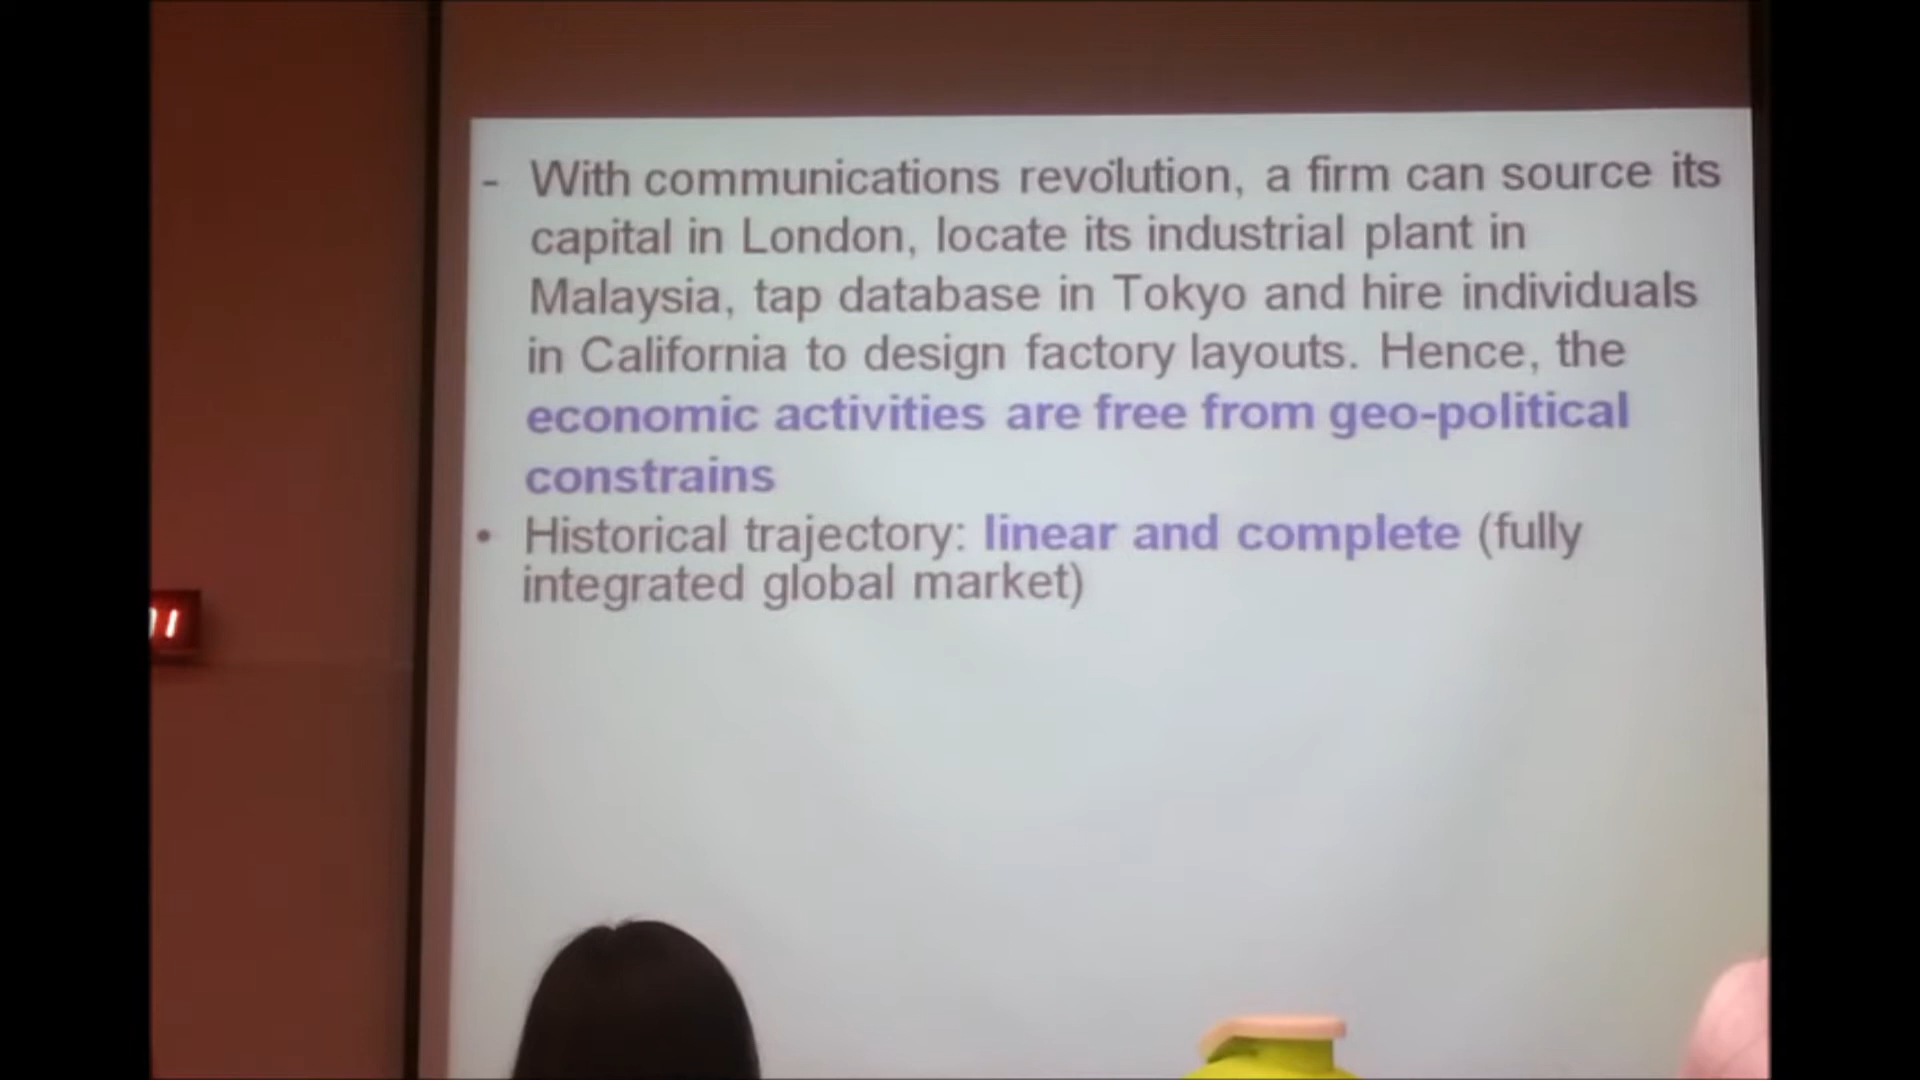 - With communications revolution, a firm can source its
capital in London, locate its industrial plant in
Malaysia, tap database in Tokyo and hire individuals
in California to design factory layouts. Hence, the
economic activities are free from geo-political
constrains
• Historical trajectory: linear and complete (fully
integrated global market)